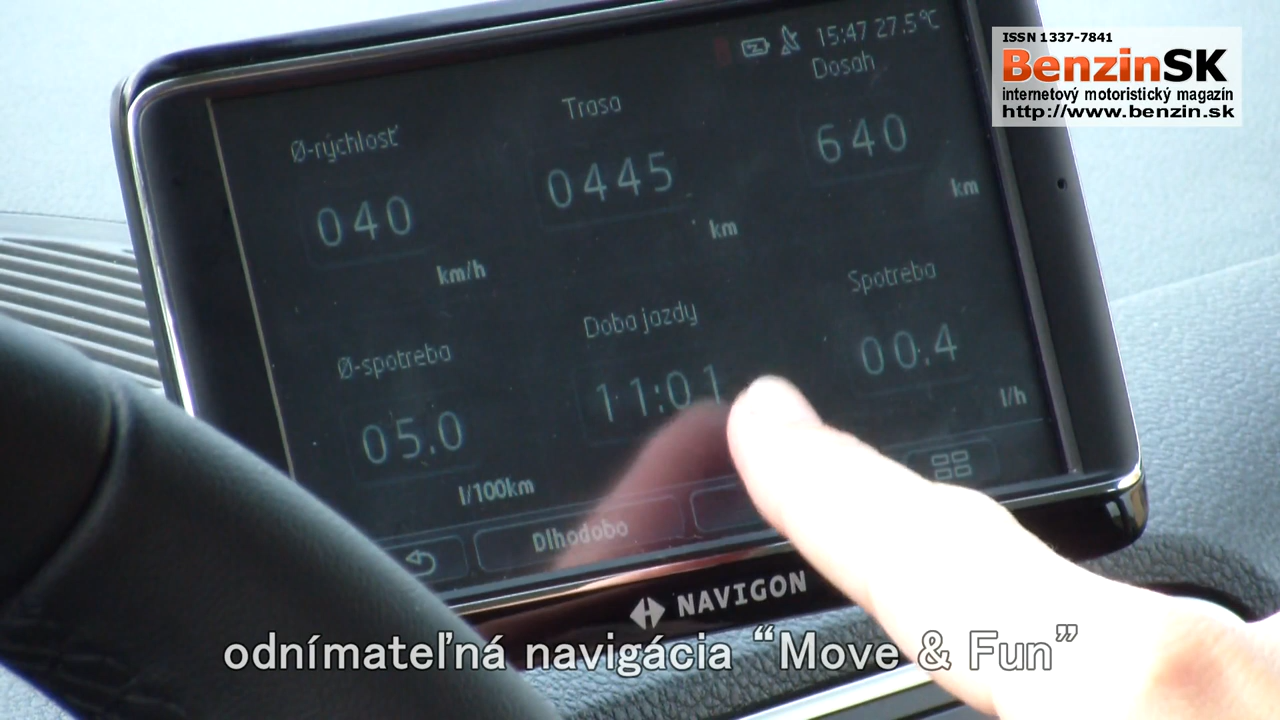 ISSN 1337-7841
BenzinSK
internetový motoristický magazín
http://www.benzin.sk
15:47 27.5°C
Ø-rýchlosť
040
km/h
Trasa
0445
km
Dosah
640
km
Ø-spotreba
05.0
l/100km
Doba jazdy
11:01
Spotreba
00.4
l/h
Dlhodobo
NAVIGON
odnímateľná navigácia “Move & Fun”